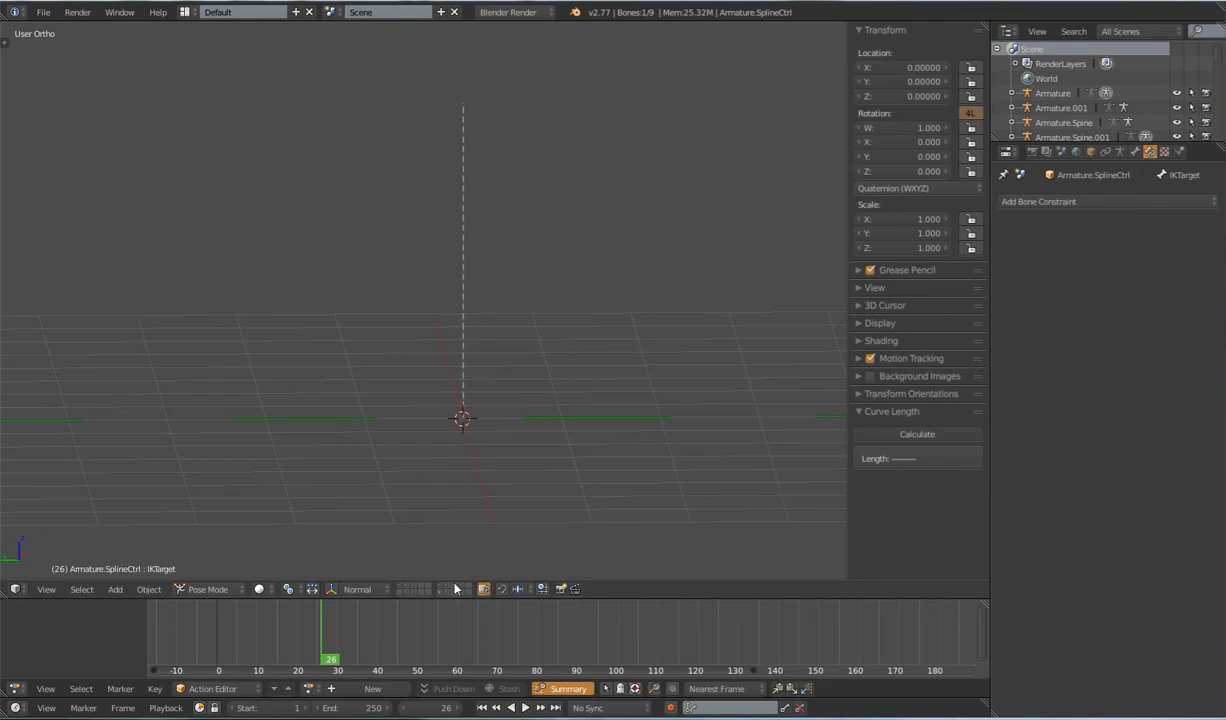 File Render Window Help Default Scene Blender Render v2.77 | Bones:1/9 | Mem:25.32M | Armature.SplineCtrl
User Ortho
Transform
Location:
X: 0.00000
Y: 0.00000
Z: 0.00000
Rotation: 4L
W: 1.000
X: 0.000
Y: 0.000
Z: 0.000
Quaternion (WXYZ)
Scale:
X: 1.000
Y: 1.000
Z: 1.000
Grease Pencil
View
3D Cursor
Display
Shading
Motion Tracking
Background Images
Transform Orientations
Curve Length
Calculate
Length: ———
View Search All Scenes
Scene
RenderLayers
World
Armature
Armature.001
Armature.Spine
Armature.Spine.001
Armature.SplineCtrl IKTarget
Add Bone Constraint
z
y
(26) Armature.SplineCtrl : IKTarget
View Select Add Object Pose Mode Normal
26
-10 0 10 20 30 40 50 60 70 80 90 100 110 120 130 140 150 160 170 180
View Select Marker Key Action Editor New Push Down Stash Summary Nearest Frame
View Marker Frame Playback Start: 1 End: 250 26 No Sync